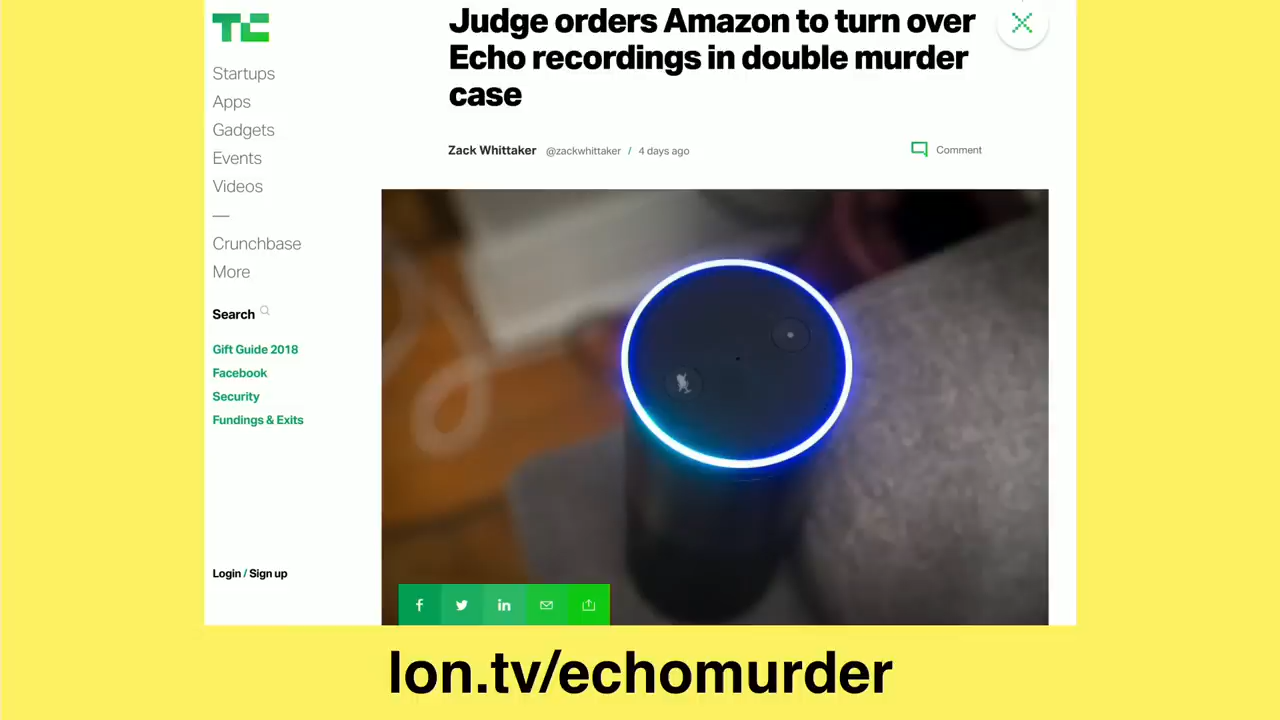 TC
Judge orders Amazon to turn over
Echo recordings in double murder
case
Zack Whittaker @zackwhittaker / 4 days ago
Comment
Startups
Apps
Gadgets
Events
Videos
—
Crunchbase
More
Search
Gift Guide 2018
Facebook
Security
Fundings & Exits
Login / Sign up
lon.tv/echomurder